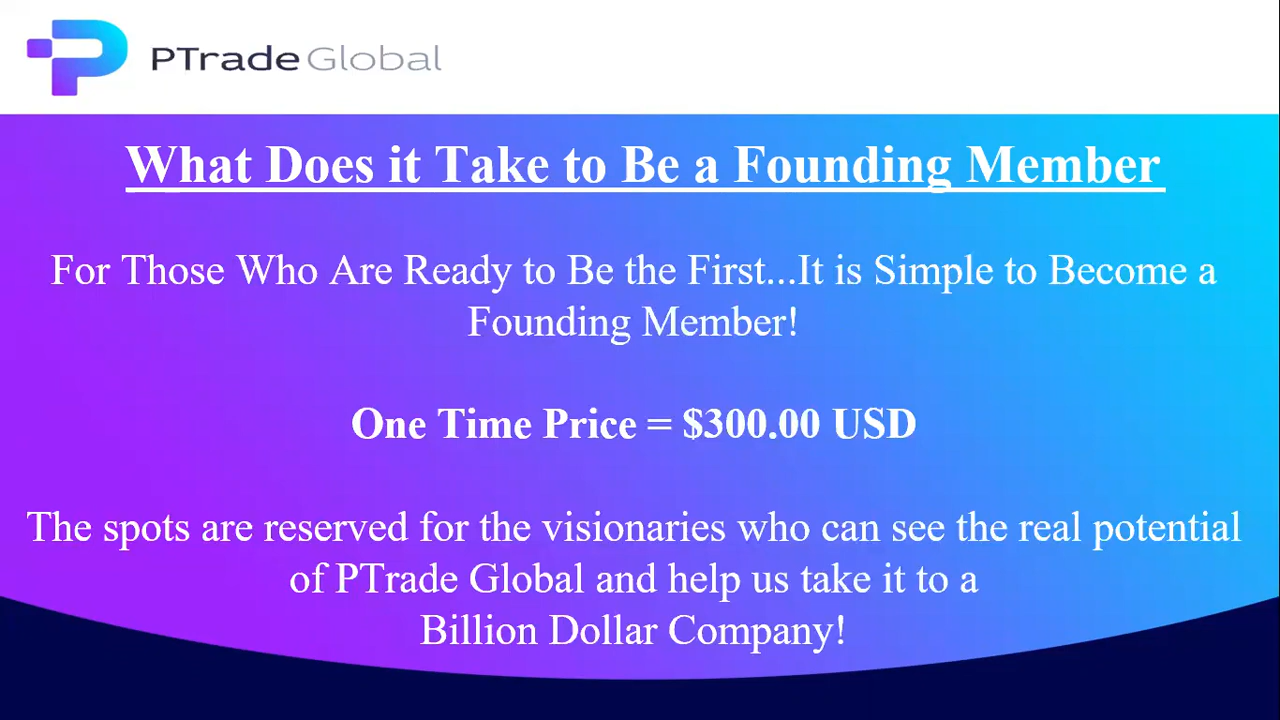 PTrade Global
What Does it Take to Be a Founding Member
For Those Who Are Ready to Be the First...It is Simple to Become a
Founding Member!
One Time Price = $300.00 USD
The spots are reserved for the visionaries who can see the real potential
of PTrade Global and help us take it to a
Billion Dollar Company!